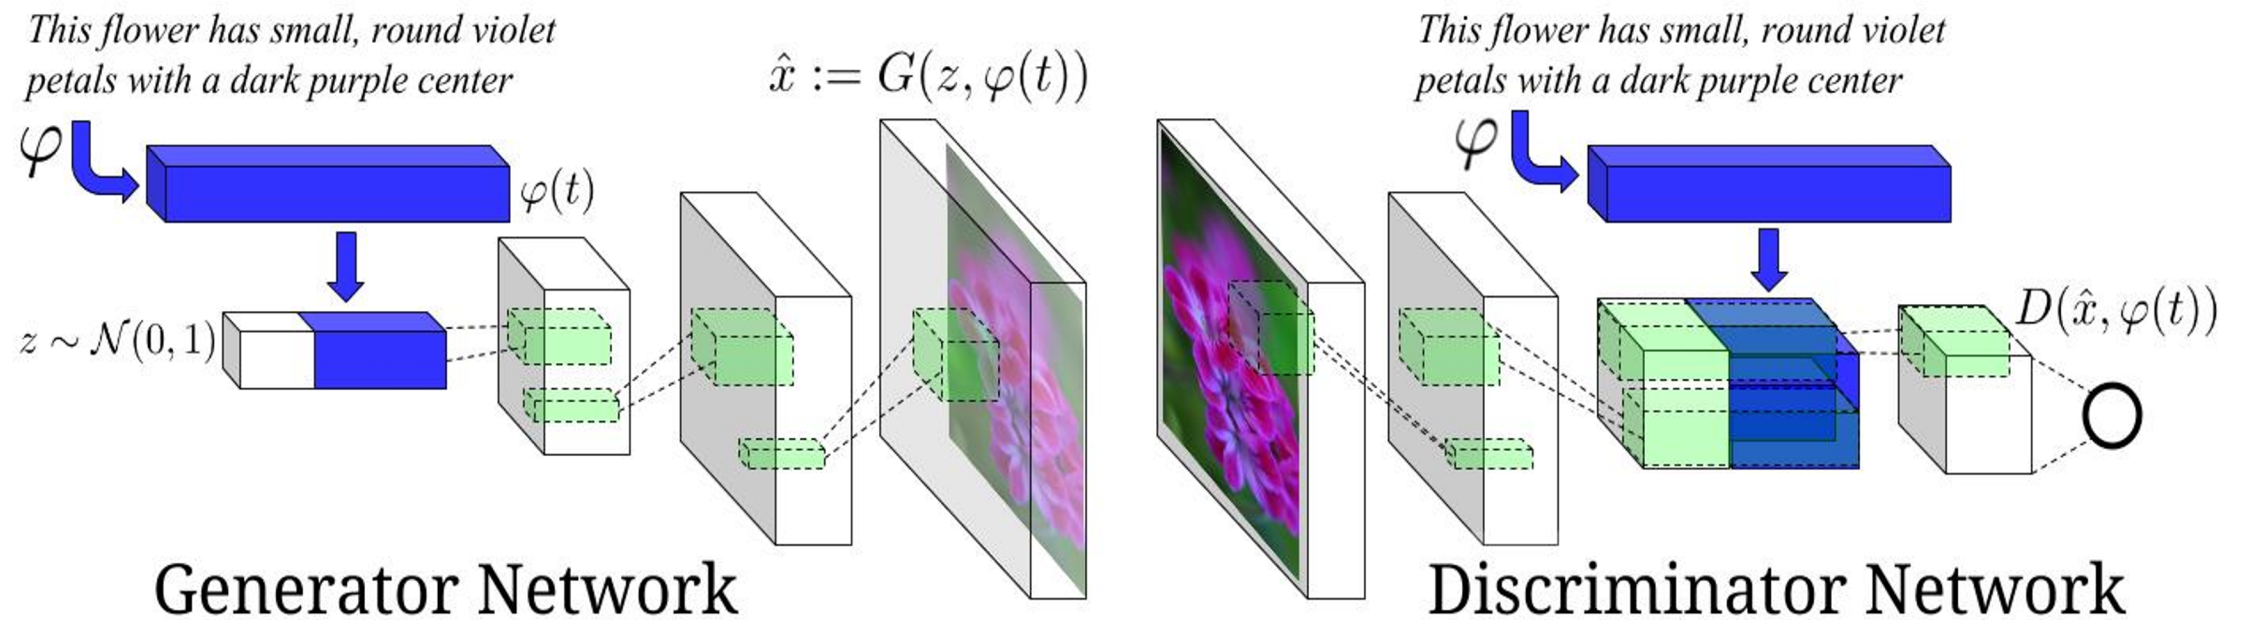 This flower has small, round violet
petals with a dark purple center
φ
φ(t)
z ∼ 𝒩(0, 1)
x̂ := G(z, φ(t))
Generator Network
This flower has small, round violet
petals with a dark purple center
φ
D(x̂, φ(t))
Discriminator Network